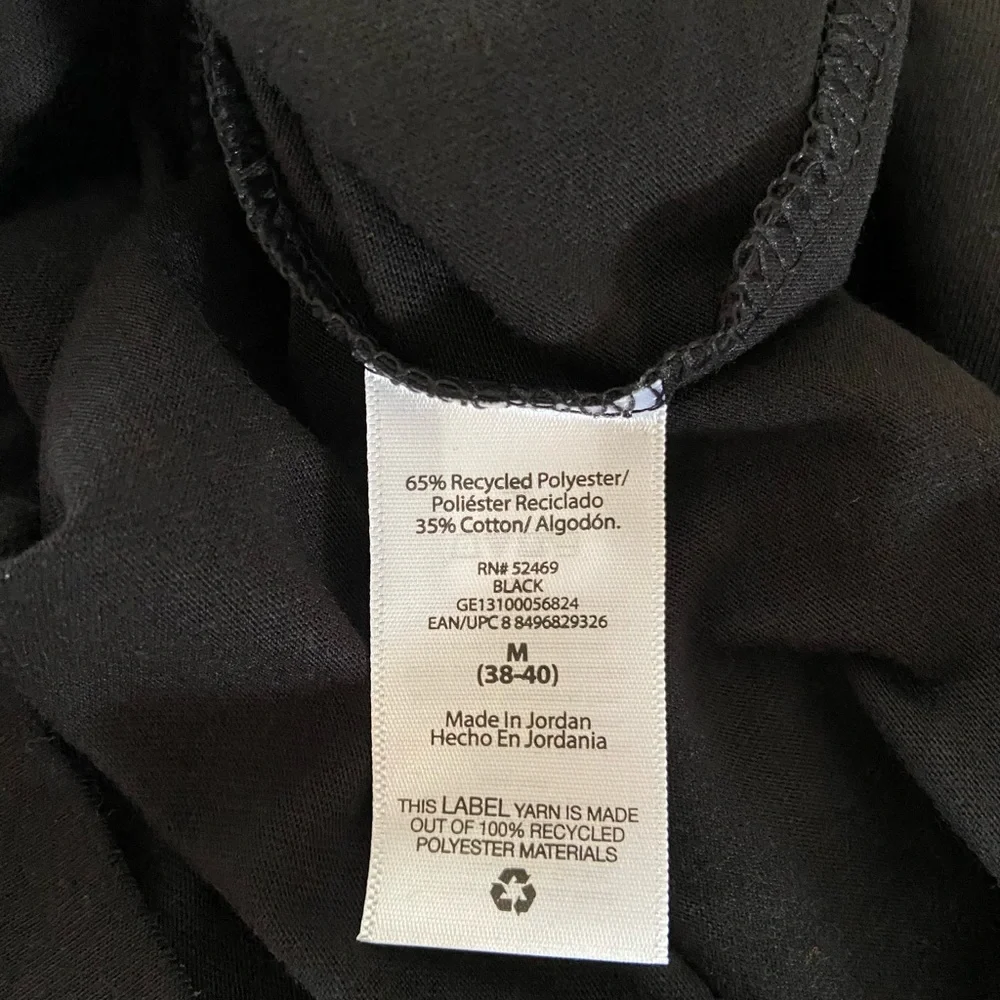 65% Recycled Polyester/
Poliéster Reciclado
35% Cotton/ Algodón.
RN# 52469
BLACK
GE13100056824
EAN/UPC 8 8496829326
M
(38-40)
Made In Jordan
Hecho En Jordania
THIS LABEL YARN IS MADE
OUT OF 100% RECYCLED
POLYESTER MATERIALS